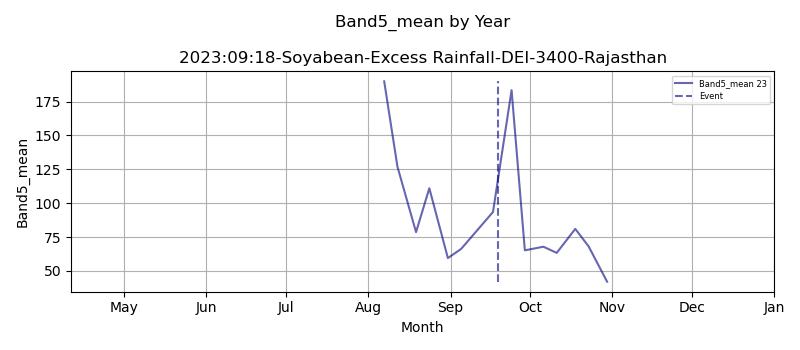 Band5_mean by Year
2023:09:18-Soyabean-Excess Rainfall-DEI-3400-Rajasthan
Band5_mean 23
Event
175
150
125
100
75
50
Band5_mean
May Jun Jul Aug Sep Oct Nov Dec Jan
Month